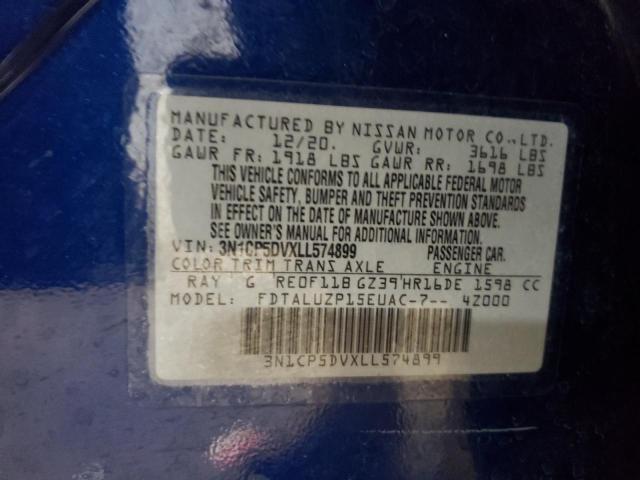 MANUFACTURED BY NISSAN MOTOR CO.,LTD.
DATE: 12/20. GVWR: 3616 LBS
GAWR FR: 1918 LBS GAWR RR: 1698 LBS
THIS VEHICLE CONFORMS TO ALL APPLICABLE FEDERAL MOTOR
VEHICLE SAFETY, BUMPER AND THEFT PREVENTION STANDARDS
IN EFFECT ON THE DATE OF MANUFACTURE SHOWN ABOVE.
SEE OWNER'S MANUAL FOR ADDITIONAL INFORMATION.
VIN: 3N1CP5DVXLL574899 PASSENGER CAR.
COLOR TRIM TRANS AXLE ENGINE
RAY G RE0F11B GZ39 HR16DE 1598 CC
MODEL: FDTALUZP15EUAC-7-- 4Z000
3N1CP5DVXLL574899